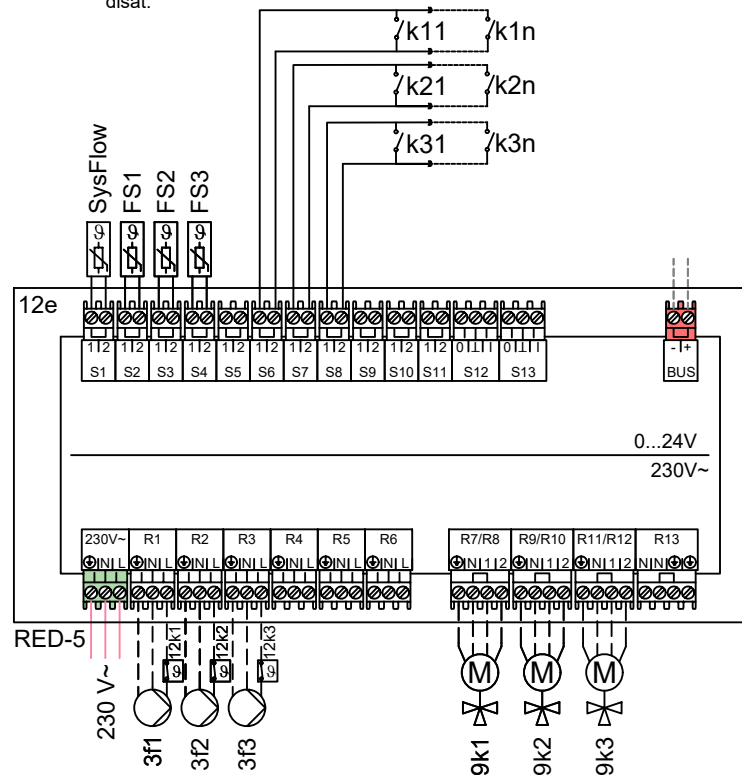 disat.
k11 k1n
k21 k2n
k31 k3n
SysFlow
FS1
FS2
FS3
ϑ ϑ ϑ ϑ
12e
1 2 1 2 1 2 1 2 1 2 1 2 1 2 1 2 1 2 1 2 1 2 0 ⊥ I 0 ⊥ I - +
S1 S2 S3 S4 S5 S6 S7 S8 S9 S10 S11 S12 S13 BUS
0...24V
230V~
230V~ R1 R2 R3 R4 R5 R6 R7/R8 R9/R10 R11/R12 R13
N L N L N L N L N L N L N L N 1 2 N 1 2 N 1 2 N N
RED-5
230 V~
12k1
12k2
12k3
ϑ ϑ ϑ
M M M
3f1
3f2
3f3
9k1
9k2
9k3